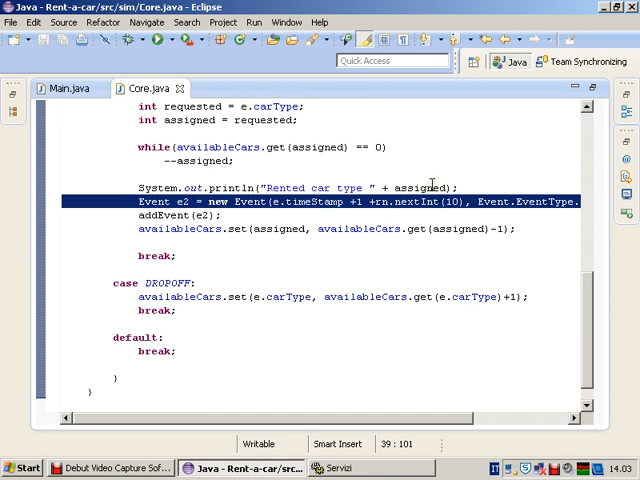 Java - Rent-a-car/src/sim/Core.java - Eclipse
File Edit Source Refactor Navigate Search Project Run Window Help
Quick Access
Java
Team Synchronizing
Main.java
Core.java
int requested = e.carType;
int assigned = requested;
while(availableCars.get(assigned) == 0)
--assigned;
System.out.println("Rented car type " + assigned);
Event e2 = new Event(e.timeStamp +1 +rn.nextInt(10), Event.EventType.
addEvent(e2);
availableCars.set(assigned, availableCars.get(assigned)-1);
break;
case DROPOFF:
availableCars.set(e.carType, availableCars.get(e.carType)+1);
break;
default:
break;
}
}
Writable
Smart Insert
39 : 101
Start
Debut Video Capture Sof...
Java - Rent-a-car/src...
Servizi
IT
14.03